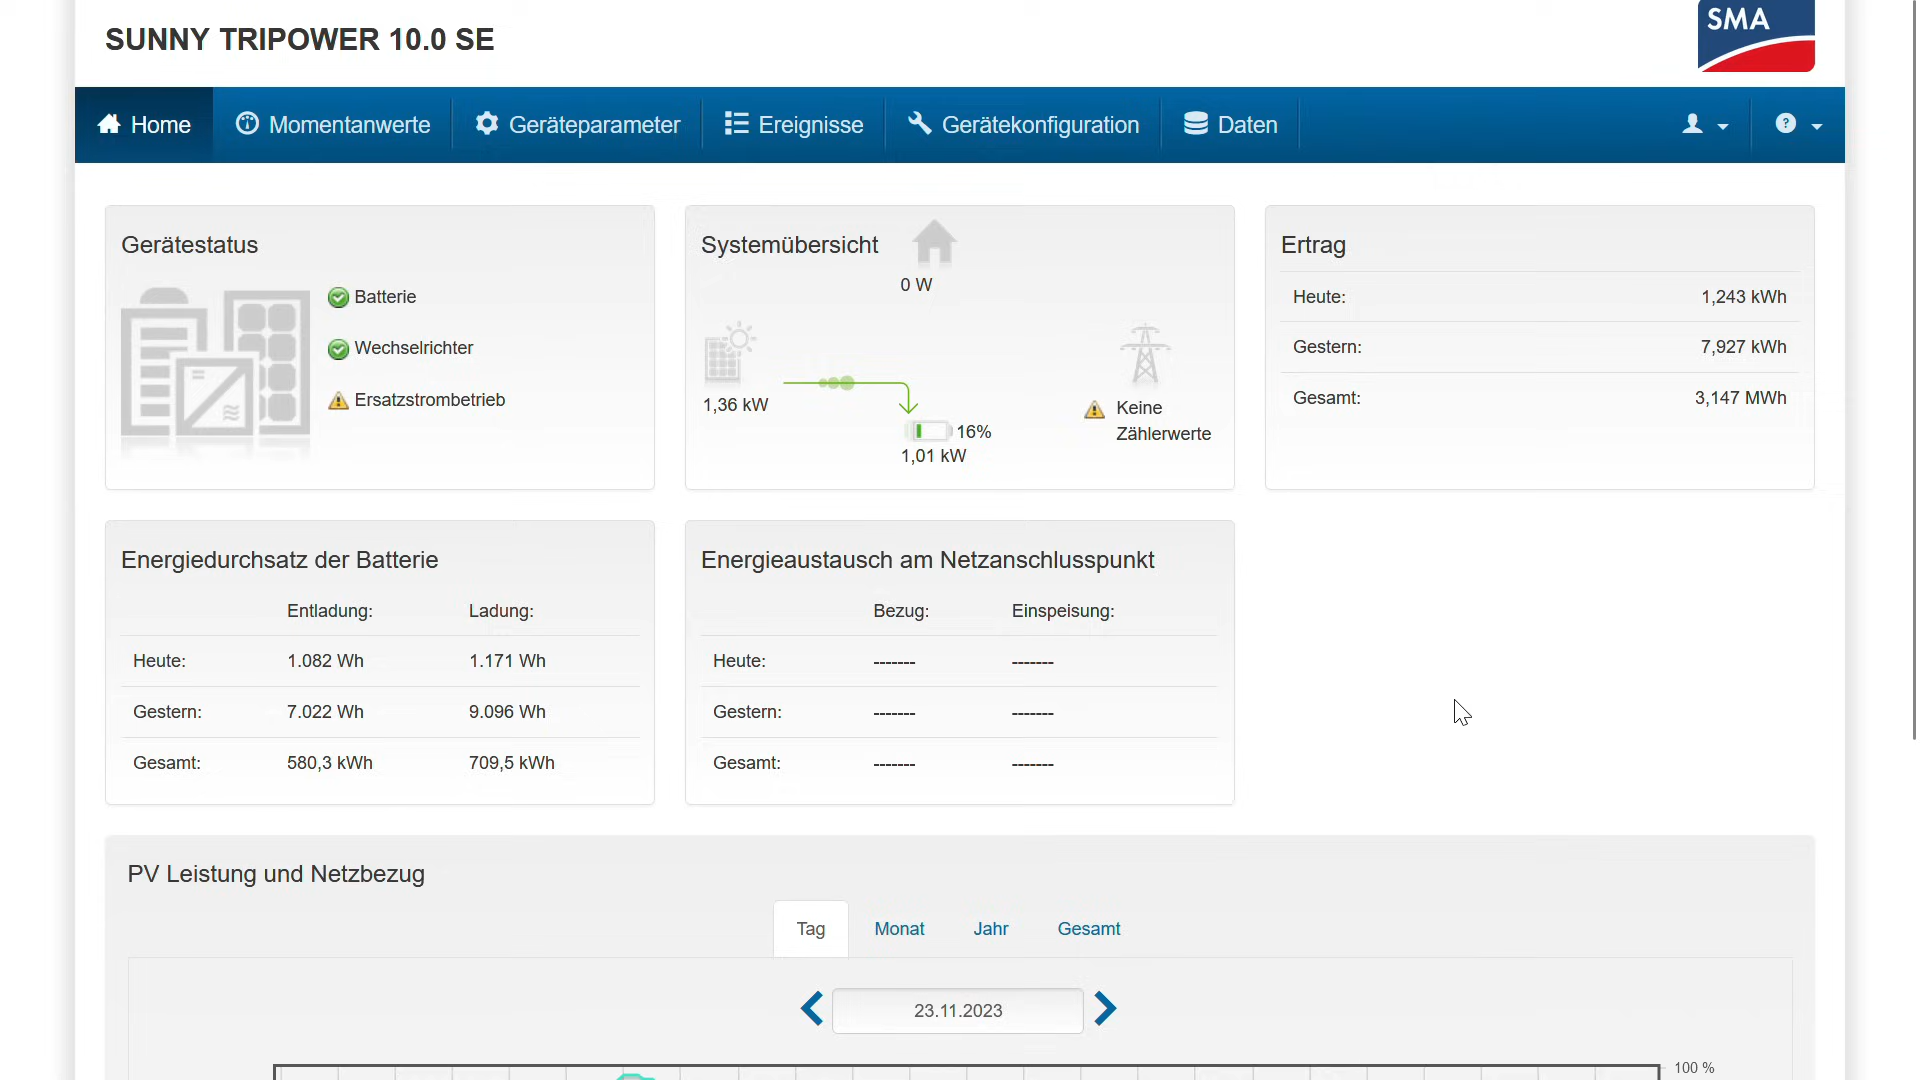 SUNNY TRIPOWER 10.0 SE
SMA
Home
Momentanwerte
Geräteparameter
Ereignisse
Gerätekonfiguration
Daten
Gerätestatus
Batterie
Wechselrichter
Ersatzstrombetrieb
Systemübersicht
0 W
1,36 kW
16%
1,01 kW
Keine
Zählerwerte
Ertrag
Heute: 1,243 kWh
Gestern: 7,927 kWh
Gesamt: 3,147 MWh
Energiedurchsatz der Batterie
Entladung: Ladung:
Heute: 1.082 Wh 1.171 Wh
Gestern: 7.022 Wh 9.096 Wh
Gesamt: 580,3 kWh 709,5 kWh
Energieaustausch am Netzanschlusspunkt
Bezug: Einspeisung:
Heute: ------- -------
Gestern: ------- -------
Gesamt: ------- -------
PV Leistung und Netzbezug
Tag Monat Jahr Gesamt
23.11.2023
100 %